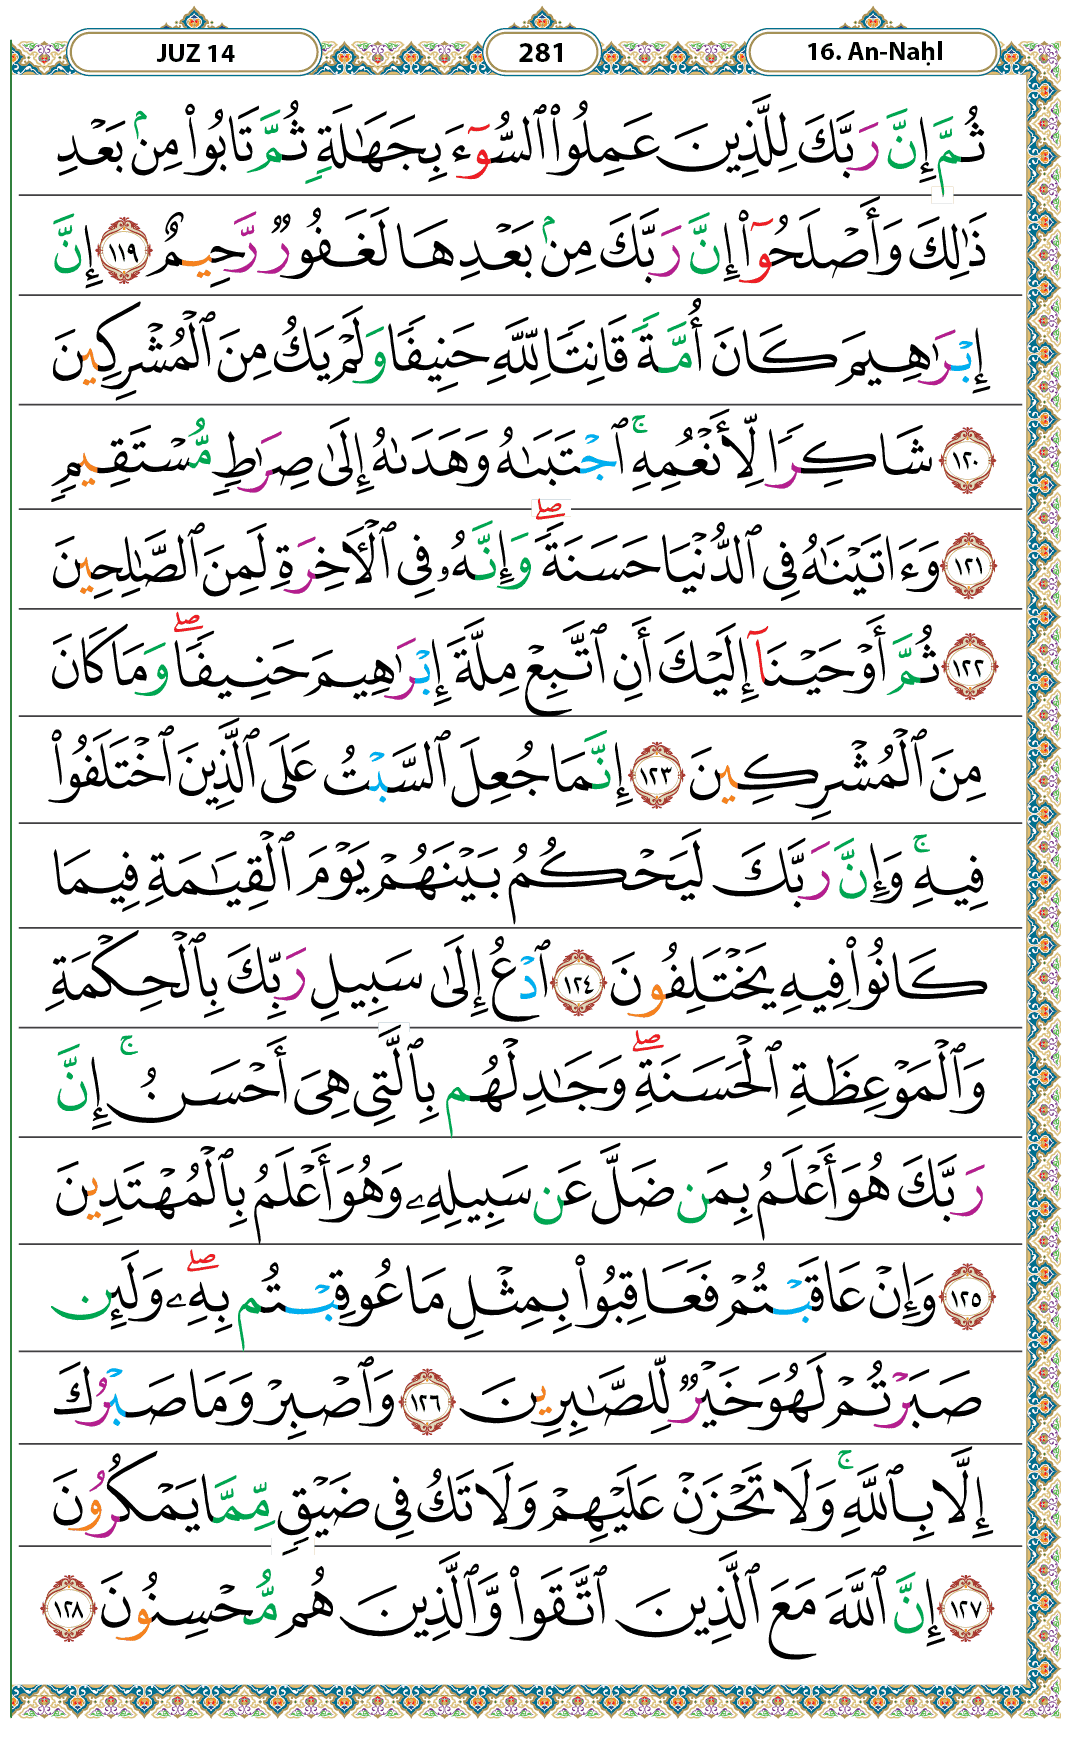 JUZ 14
281
16. An-Naḥl
ثُمَّ إِنَّ رَبَّكَ لِلَّذِينَ عَمِلُوا۟ ٱلسُّوٓءَ بِجَهَـٰلَةٍ ثُمَّ تَابُوا۟ مِنۢ بَعْدِ
ذَٰلِكَ وَأَصْلَحُوٓا۟ إِنَّ رَبَّكَ مِنۢ بَعْدِهَا لَغَفُورٌ رَّحِيمٌ ١١٩ إِنَّ
إِبْرَٰهِيمَ كَانَ أُمَّةً قَانِتًا لِّلَّهِ حَنِيفًا وَلَمْ يَكُ مِنَ ٱلْمُشْرِكِينَ
١٢٠ شَاكِرًا لِّأَنْعُمِهِ ۚ ٱجْتَبَىٰهُ وَهَدَىٰهُ إِلَىٰ صِرَٰطٍ مُّسْتَقِيمٍ
١٢١ وَءَاتَيْنَـٰهُ فِى ٱلدُّنْيَا حَسَنَةً ۖ وَإِنَّهُۥ فِى ٱلْـَٔاخِرَةِ لَمِنَ ٱلصَّـٰلِحِينَ
١٢٢ ثُمَّ أَوْحَيْنَآ إِلَيْكَ أَنِ ٱتَّبِعْ مِلَّةَ إِبْرَٰهِيمَ حَنِيفًا ۖ وَمَا كَانَ
مِنَ ٱلْمُشْرِكِينَ ١٢٣ إِنَّمَا جُعِلَ ٱلسَّبْتُ عَلَى ٱلَّذِينَ ٱخْتَلَفُوا۟
فِيهِ ۚ وَإِنَّ رَبَّكَ لَيَحْكُمُ بَيْنَهُمْ يَوْمَ ٱلْقِيَـٰمَةِ فِيمَا
كَانُوا۟ فِيهِ يَخْتَلِفُونَ ١٢٤ ٱدْعُ إِلَىٰ سَبِيلِ رَبِّكَ بِٱلْحِكْمَةِ
وَٱلْمَوْعِظَةِ ٱلْحَسَنَةِ ۖ وَجَـٰدِلْهُم بِٱلَّتِى هِىَ أَحْسَنُ ۚ إِنَّ
رَبَّكَ هُوَ أَعْلَمُ بِمَن ضَلَّ عَن سَبِيلِهِۦ وَهُوَ أَعْلَمُ بِٱلْمُهْتَدِينَ
١٢٥ وَإِنْ عَاقَبْتُمْ فَعَاقِبُوا۟ بِمِثْلِ مَا عُوقِبْتُم بِهِۦ ۖ وَلَئِن
صَبَرْتُمْ لَهُوَ خَيْرٌ لِّلصَّـٰبِرِينَ ١٢٦ وَٱصْبِرْ وَمَا صَبْرُكَ
إِلَّا بِٱللَّهِ ۚ وَلَا تَحْزَنْ عَلَيْهِمْ وَلَا تَكُ فِى ضَيْقٍ مِّمَّا يَمْكُرُونَ
١٢٧ إِنَّ ٱللَّهَ مَعَ ٱلَّذِينَ ٱتَّقَوا۟ وَّٱلَّذِينَ هُم مُّحْسِنُونَ ١٢٨